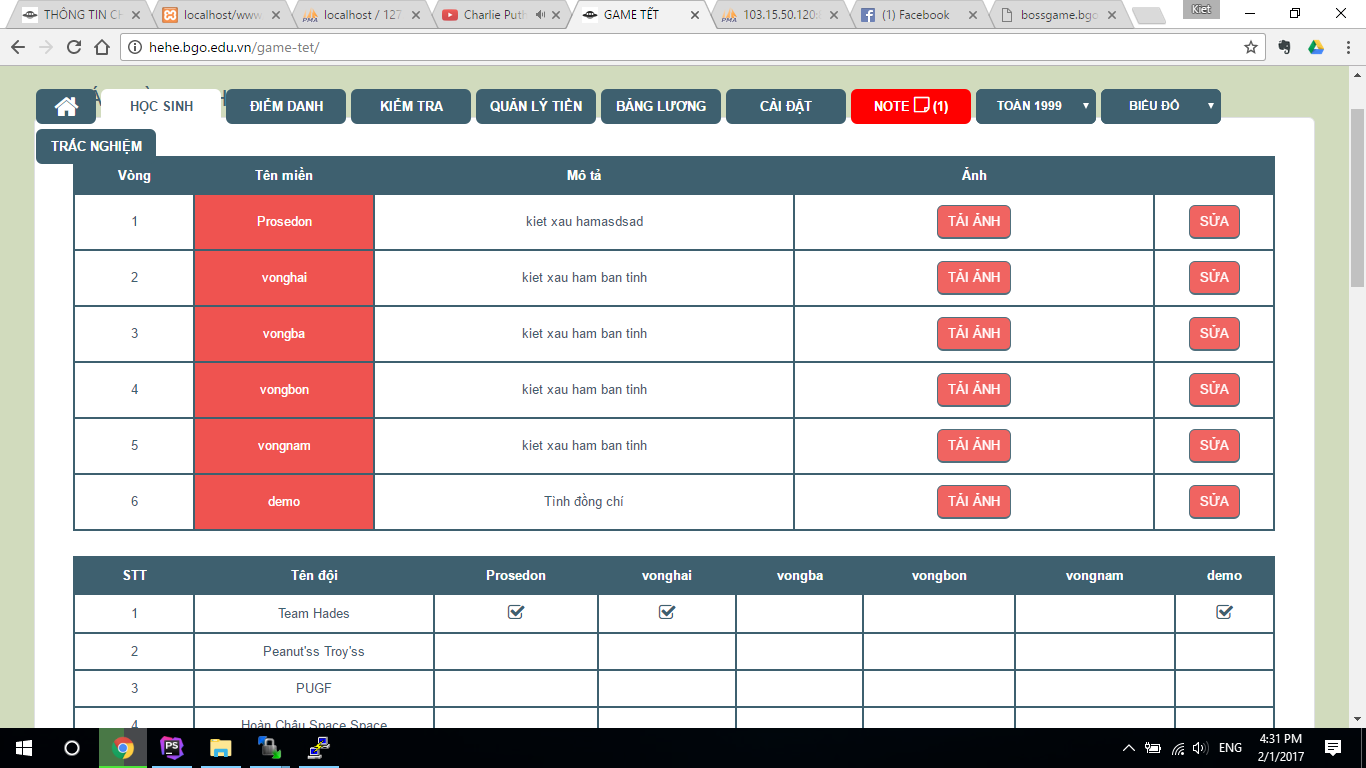 THÔNG TIN CH
localhost/www
localhost / 127
Charlie Puth
GAME TẾT
103.15.50.120:
(1) Facebook
bossgame.bgo
Kiet
hehe.bgo.edu.vn/game-tet/
HỌC SINH
ĐIỂM DANH
KIỂM TRA
QUẢN LÝ TIỀN
BẢNG LƯƠNG
CÀI ĐẶT
NOTE (1)
TOÁN 1999
BIỂU ĐỒ
TRẮC NGHIỆM
Vòng Tên miền Mô tả Ảnh
1 Prosedon kiet xau hamasdsad TẢI ẢNH SỬA
2 vonghai kiet xau ham ban tinh TẢI ẢNH SỬA
3 vongba kiet xau ham ban tinh TẢI ẢNH SỬA
4 vongbon kiet xau ham ban tinh TẢI ẢNH SỬA
5 vongnam kiet xau ham ban tinh TẢI ẢNH SỬA
6 demo Tình đồng chí TẢI ẢNH SỬA
STT Tên đội Prosedon vonghai vongba vongbon vongnam demo
1 Team Hades
2 Peanut'ss Troy'ss
3 PUGF
4 Hoàn Châu Space Space
PS
ENG
4:31 PM
2/1/2017